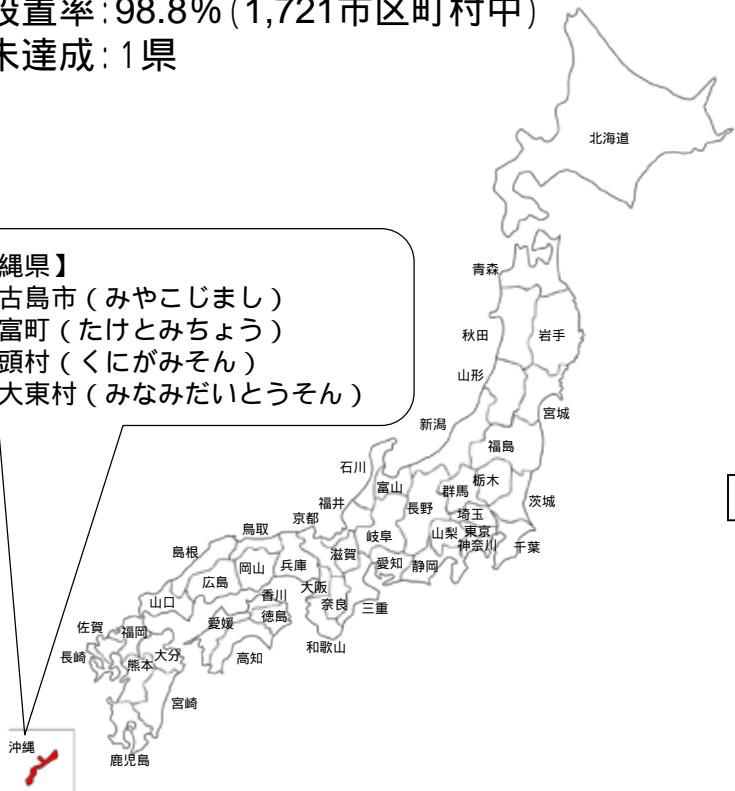 設置率：98.8%（1,721市区町村中）
未達成：1県
縄県】
古島市（みやこじまし）
富町（たけとみちょう）
頭村（くにがみそん）
大東村（みなみだいとうそん）
北海道
青森
秋田
岩手
山形
宮城
新潟
福島
石川
富山
群馬
栃木
茨城
福井
長野
埼玉
京都
岐阜
山梨
東京
神奈川
千葉
鳥取
滋賀
愛知
静岡
島根
岡山
兵庫
広島
大阪
山口
香川
奈良
三重
佐賀
福岡
愛媛
徳島
和歌山
長崎
熊本
大分
高知
宮崎
沖縄
鹿児島